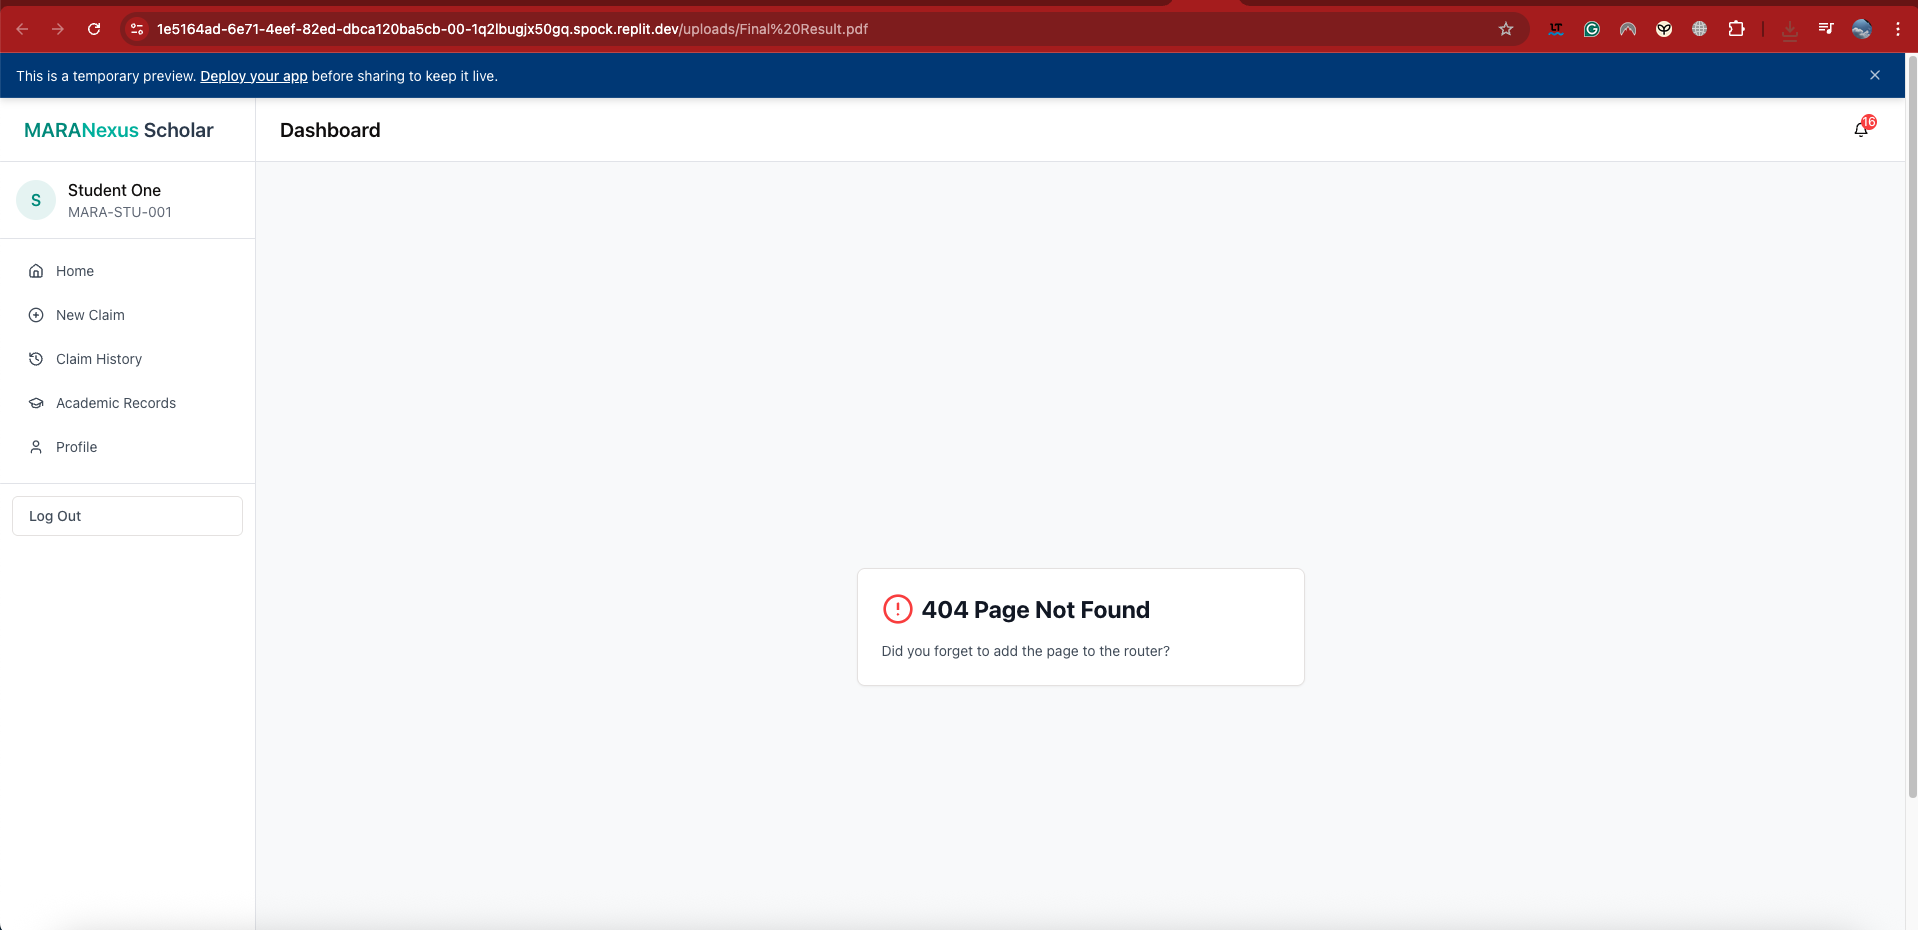 1e5164ad-6e71-4eef-82ed-dbca120ba5cb-00-1q2lbugjx50gq.spock.replit.dev/uploads/Final%20Result.pdf
This is a temporary preview. Deploy your app before sharing to keep it live.
MARANexus Scholar
Dashboard
16
S
Student One
MARA-STU-001
Home
New Claim
Claim History
Academic Records
Profile
Log Out
404 Page Not Found
Did you forget to add the page to the router?